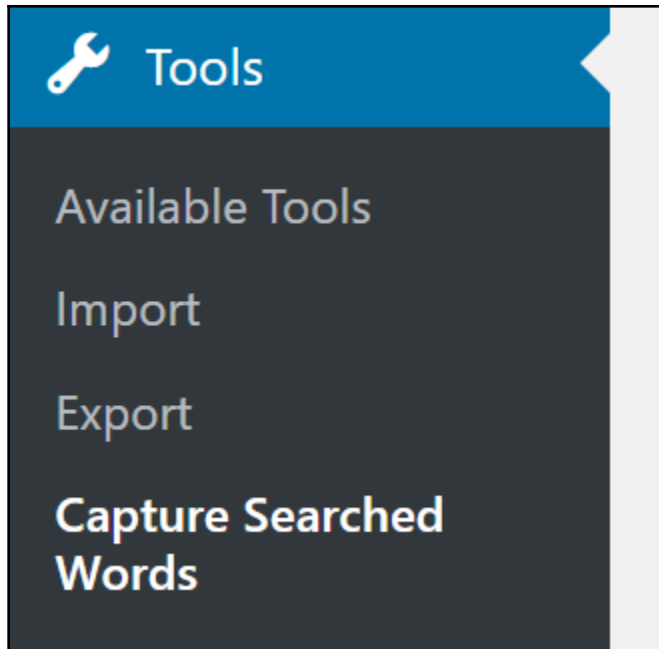 Tools
Available Tools
Import
Export
Capture Searched
Words